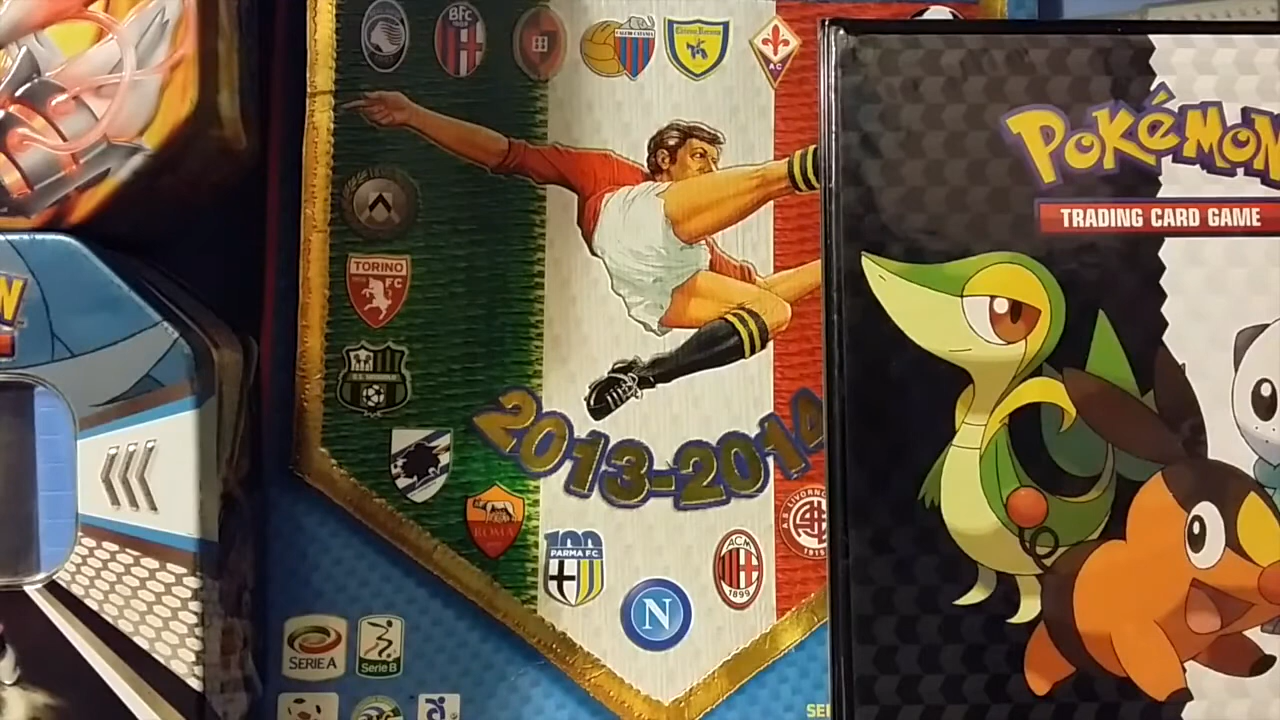 BFC
1909
CALCIO CATANIA
Chievo Verona
AC
POKéMON
TRADING CARD GAME
TORINO
FC
2013-2014
ROMA
A.S. LIVORNO
1915
100
PARMA F.C.
ACM
1899
N
SERIE A
Serie B